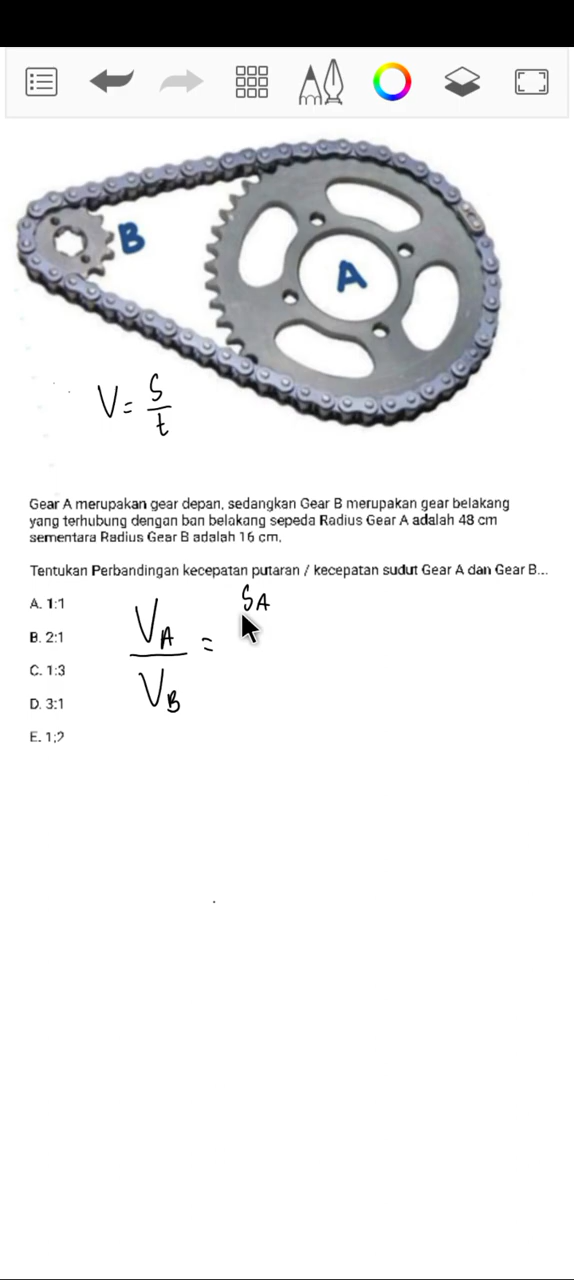 B
A
V = s/t
Gear A merupakan gear depan, sedangkan Gear B merupakan gear belakang
yang terhubung dengan ban belakang sepeda Radius Gear A adalah 48 cm
sementara Radius Gear B adalah 16 cm,
Tentukan Perbandingan kecepatan putaran / kecepatan sudut Gear A dan Gear B...
A. 1:1
B. 2:1
C. 1:3
D. 3:1
E. 1:2
V_A / V_B = S_A